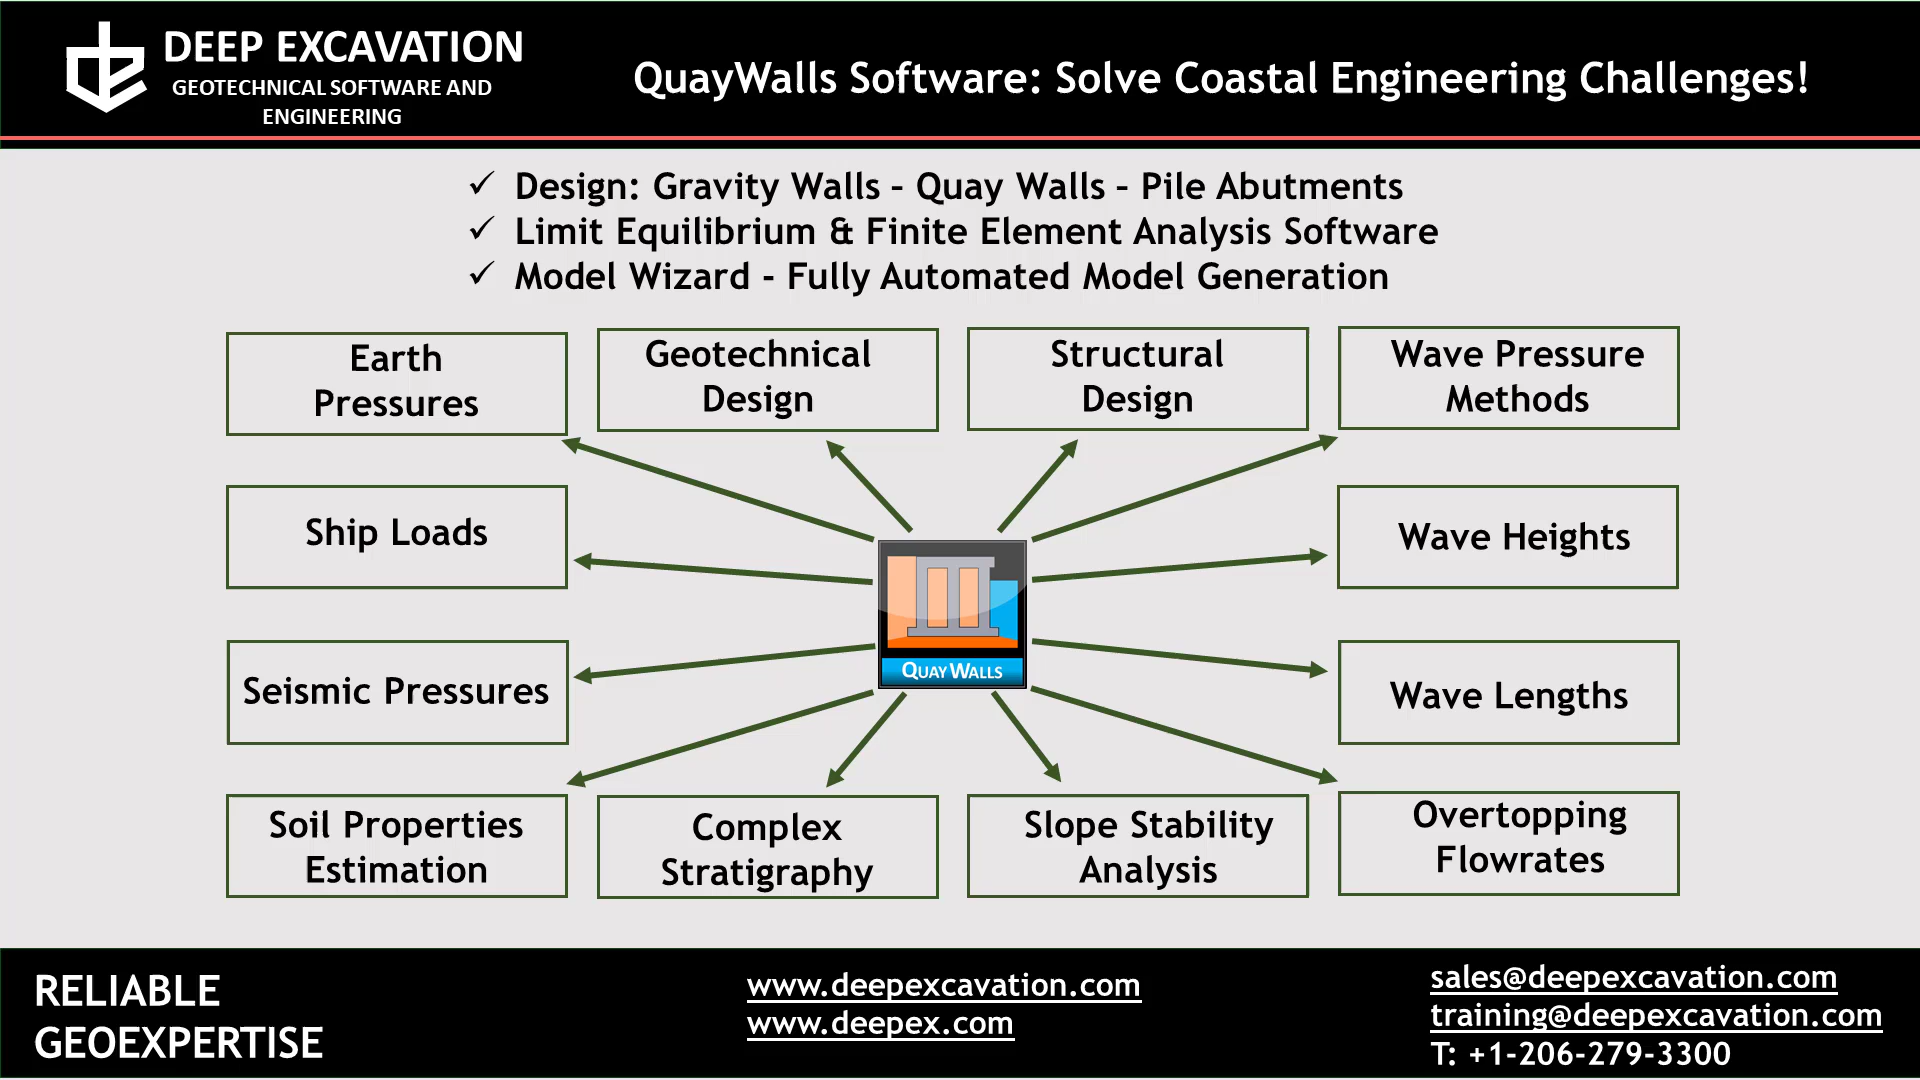 DEEP EXCAVATION
GEOTECHNICAL SOFTWARE AND
ENGINEERING
QuayWalls Software: Solve Coastal Engineering Challenges!
✓ Design: Gravity Walls – Quay Walls – Pile Abutments
✓ Limit Equilibrium & Finite Element Analysis Software
✓ Model Wizard - Fully Automated Model Generation
Earth
Pressures
Geotechnical
Design
Structural
Design
Wave Pressure
Methods
Ship Loads
Wave Heights
QUAY WALLS
Seismic Pressures
Wave Lengths
Soil Properties
Estimation
Complex
Stratigraphy
Slope Stability
Analysis
Overtopping
Flowrates
RELIABLE
GEOEXPERTISE
www.deepexcavation.com
www.deepex.com
sales@deepexcavation.com
training@deepexcavation.com
T: +1-206-279-3300